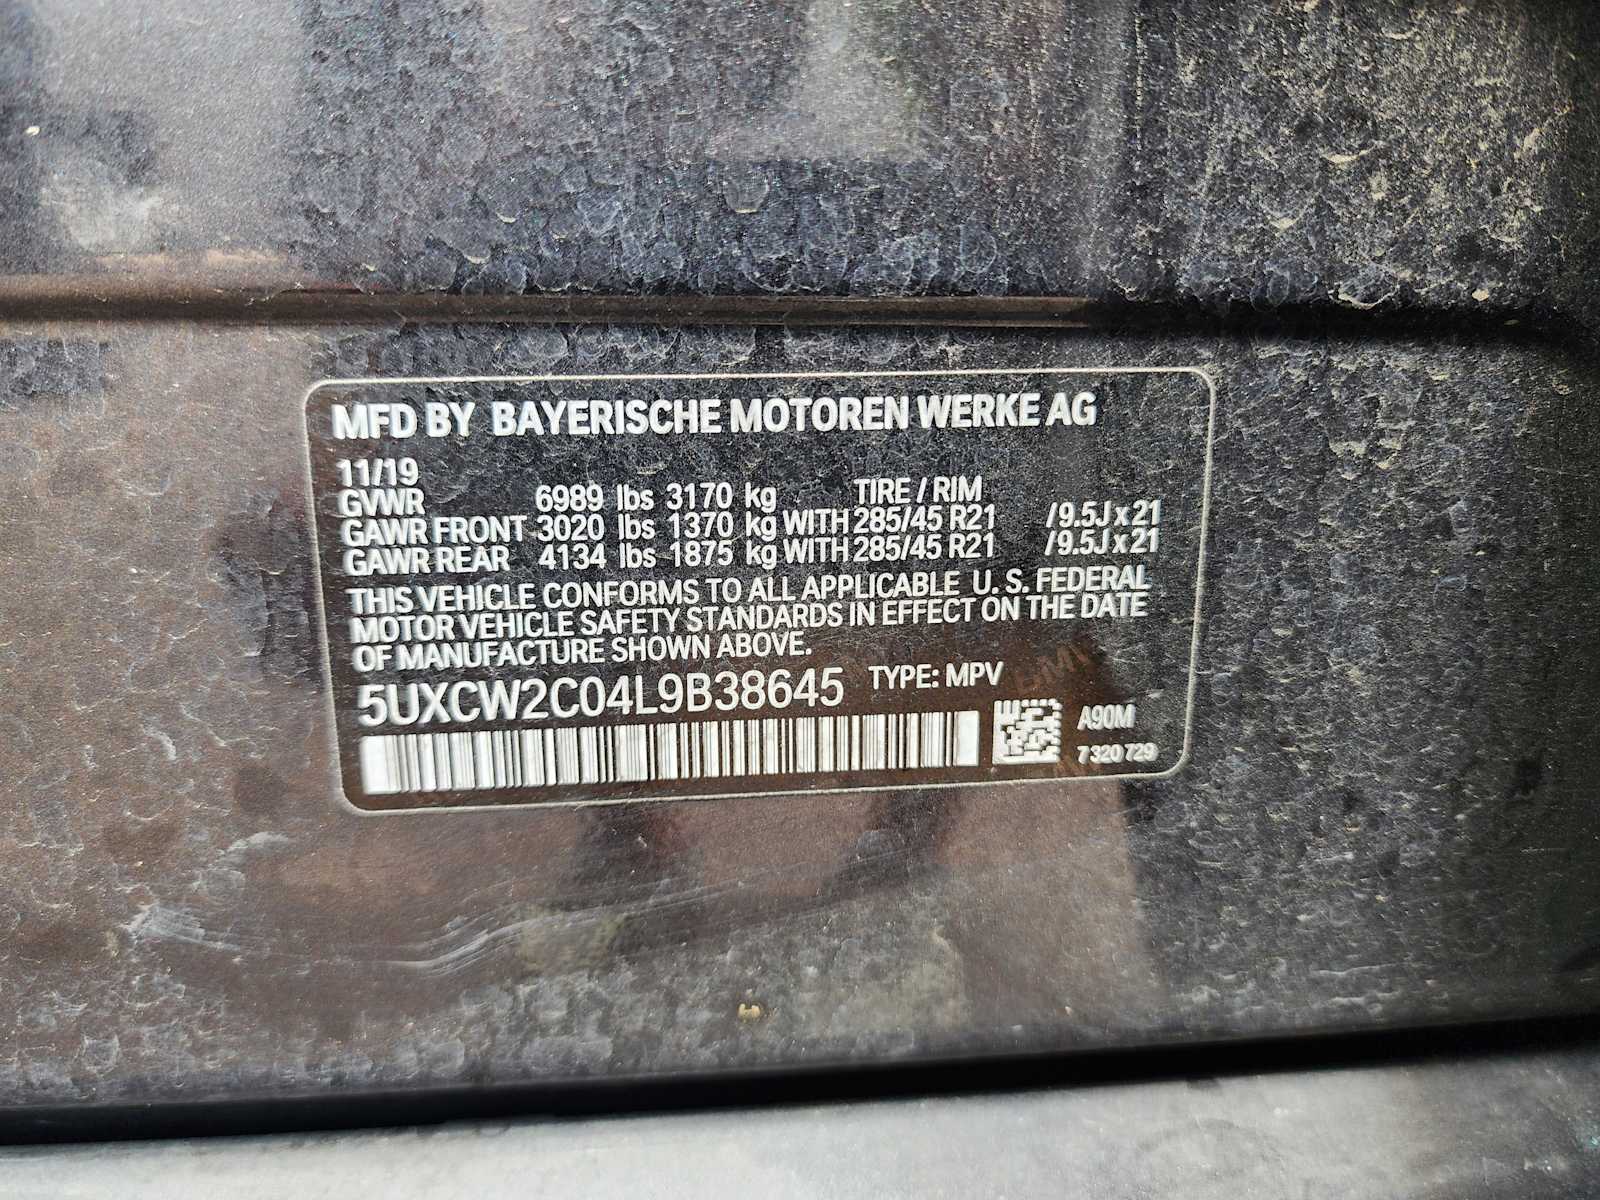 MFD BY BAYERISCHE MOTOREN WERKE AG
11/19
GVWR 6989 lbs 3170 kg TIRE / RIM
GAWR FRONT 3020 lbs 1370 kg WITH 285/45 R21 /9.5J x 21
GAWR REAR 4134 lbs 1875 kg WITH 285/45 R21 /9.5J x 21
THIS VEHICLE CONFORMS TO ALL APPLICABLE U. S. FEDERAL
MOTOR VEHICLE SAFETY STANDARDS IN EFFECT ON THE DATE
OF MANUFACTURE SHOWN ABOVE.
5UXCW2C04L9B38645 TYPE: MPV
BMW
A90M
7 320 729